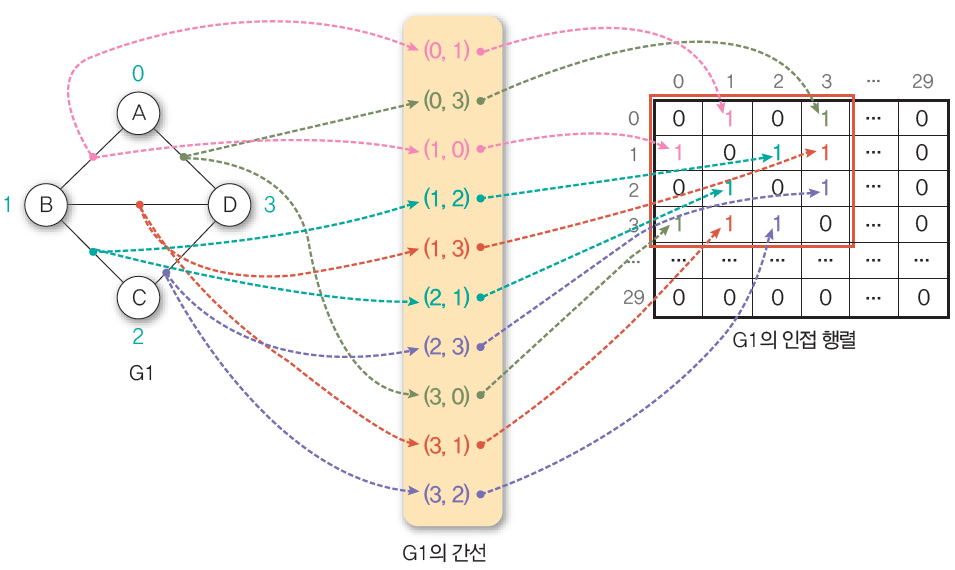 0
A
1
B
D
3
C
2
G1
(0, 1)
(0, 3)
(1, 0)
(1, 2)
(1, 3)
(2, 1)
(2, 3)
(3, 0)
(3, 1)
(3, 2)
G1의 간선
0 1 2 3 ··· 29
0 0 1 0 1 ··· 0
1 1 0 1 1 ··· 0
2 0 1 0 1 ··· 0
3 1 1 1 0 ··· 0
··· ··· ··· ··· ··· ··· ···
29 0 0 0 0 ··· 0
G1의 인접 행렬